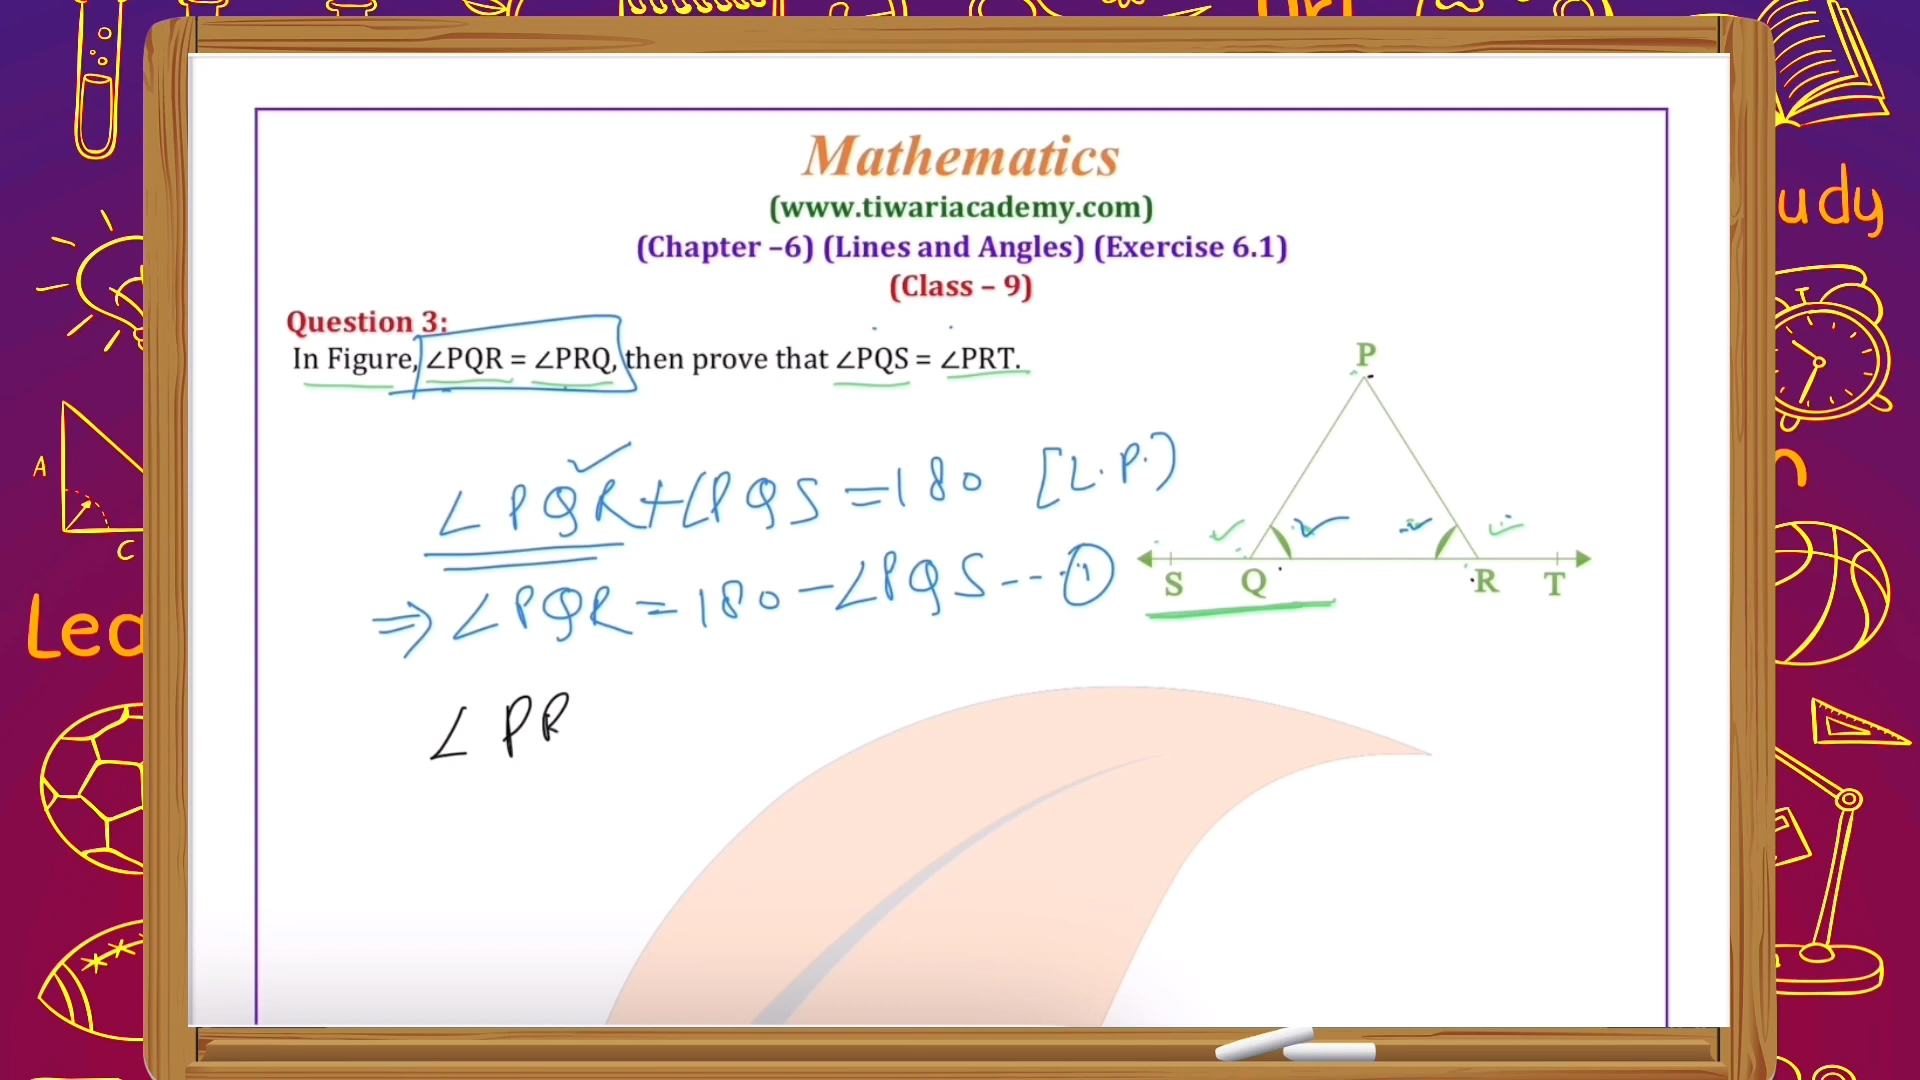 Mathematics
(www.tiwariacademy.com)
(Chapter –6) (Lines and Angles) (Exercise 6.1)
(Class – 9)
Question 3:
In Figure, ∠PQR = ∠PRQ, then prove that ∠PQS = ∠PRT.
P
∠PQR+∠PQS=180 [L.P.)
S Q R T
⇒∠PQR=180-∠PQS--①
∠PR
udy
A
C
Lea
n